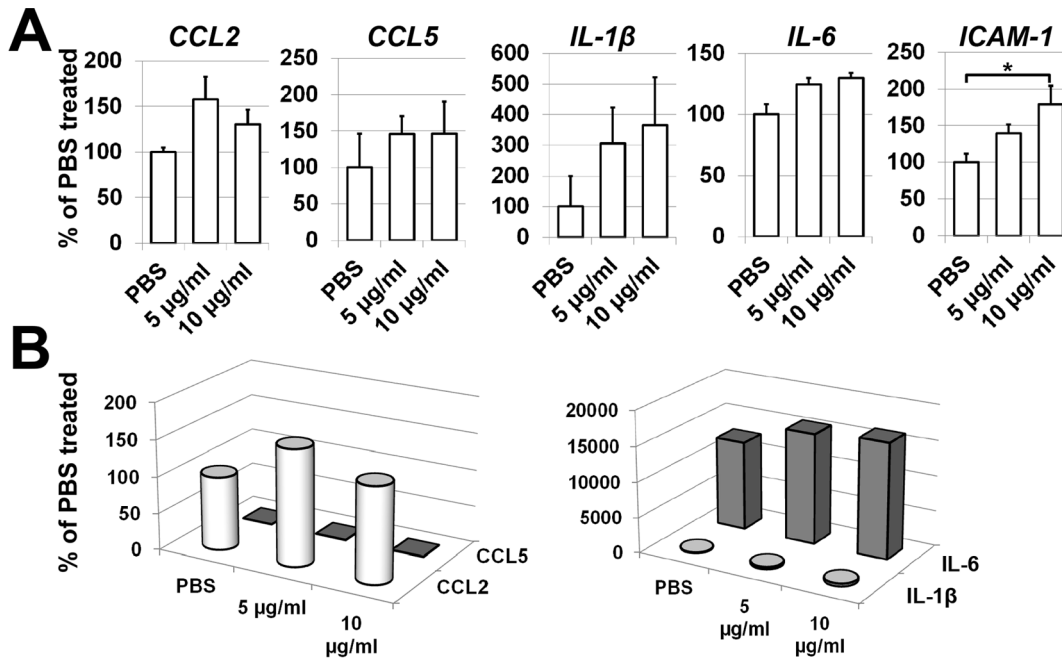 A
CCL2
CCL5
IL-1β
IL-6
ICAM-1
% of PBS treated
200
150
100
50
0
PBS
5 µg/ml
10 µg/ml
250
200
150
100
50
0
PBS
5 µg/ml
10 µg/ml
600
500
400
300
200
100
0
PBS
5 µg/ml
10 µg/ml
150
100
50
0
PBS
5 µg/ml
10 µg/ml
250
200
150
100
50
0
*
PBS
5 µg/ml
10 µg/ml
B
% of PBS treated
200
150
100
50
0
PBS
5 µg/ml
10
µg/ml
CCL5
CCL2
20000
15000
10000
5000
0
PBS
5
µg/ml
10
µg/ml
IL-6
IL-1β